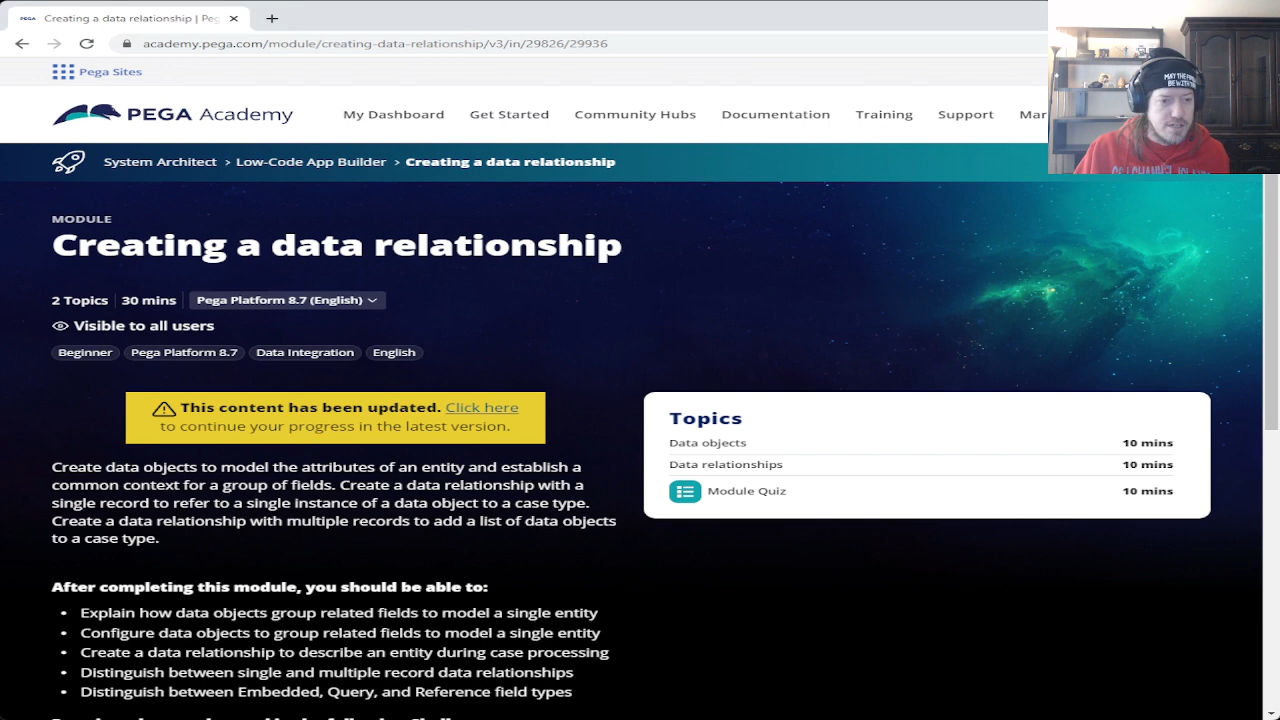 Creating a data relationship | Peg
academy.pega.com/module/creating-data-relationship/v3/in/29826/29936
Pega Sites
PEGA Academy
My Dashboard Get Started Community Hubs Documentation Training Support Mar
System Architect > Low-Code App Builder > Creating a data relationship
MAY THE
BE WITH
MODULE
Creating a data relationship
2 Topics 30 mins Pega Platform 8.7 (English)
Visible to all users
Beginner Pega Platform 8.7 Data Integration English
This content has been updated. Click here
to continue your progress in the latest version.
Create data objects to model the attributes of an entity and establish a
common context for a group of fields. Create a data relationship with a
single record to refer to a single instance of a data object to a case type.
Create a data relationship with multiple records to add a list of data objects
to a case type.
Topics
Data objects 10 mins
Data relationships 10 mins
Module Quiz 10 mins
After completing this module, you should be able to:
• Explain how data objects group related fields to model a single entity
• Configure data objects to group related fields to model a single entity
• Create a data relationship to describe an entity during case processing
• Distinguish between single and multiple record data relationships
• Distinguish between Embedded, Query, and Reference field types